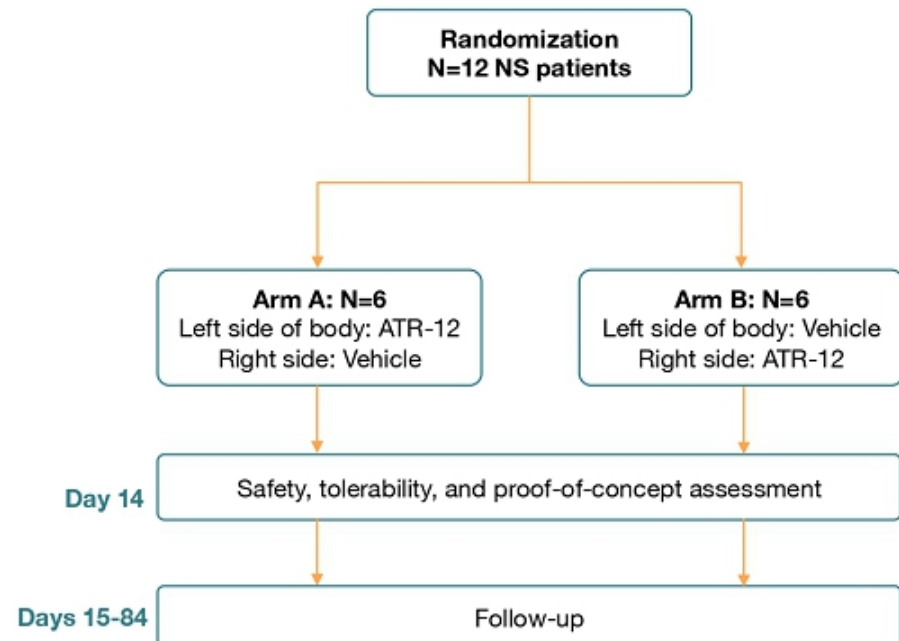 Randomization
N=12 NS patients
Arm A: N=6
Left side of body: ATR-12
Right side: Vehicle
Arm B: N=6
Left side of body: Vehicle
Right side: ATR-12
Day 14
Safety, tolerability, and proof-of-concept assessment
Days 15-84
Follow-up